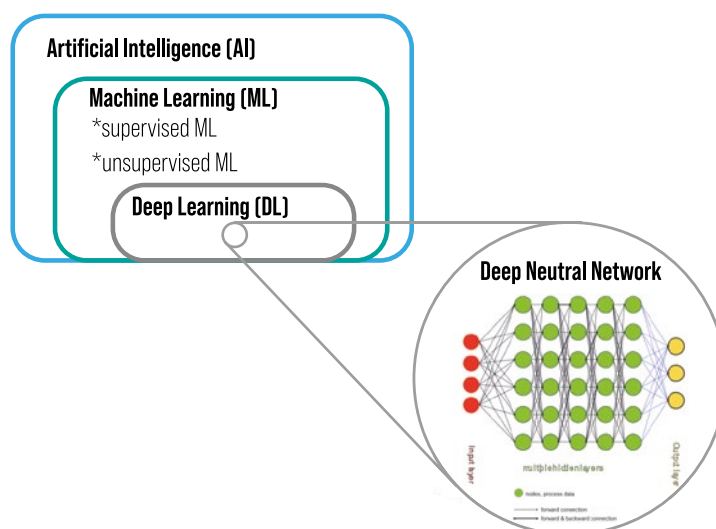 Artificial Intelligence (AI)
Machine Learning (ML)
*supervised ML
*unsupervised ML
Deep Learning (DL)
Deep Neutral Network
Input layer
Output layer
multiplehiddenlayers
nodes, process data
forward connection
forward & backward connection